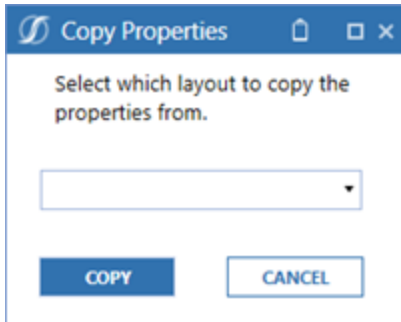 Copy Properties
Select which layout to copy the
properties from.
COPY
CANCEL